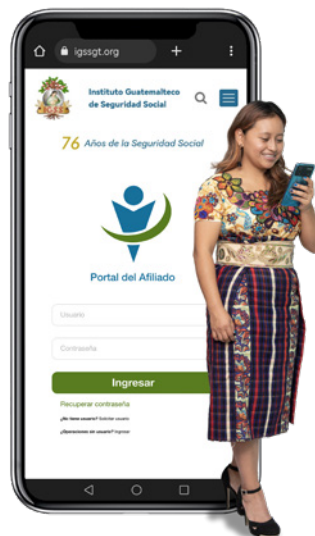 igssgt.org
Instituto Guatemalteco
de Seguridad Social
76 Años de la Seguridad Social
Portal del Afiliado
Usuario
Contraseña
Ingresar
Recuperar contraseña
¿No tiene usuario? Solicitar usuario
¿Operaciones sin usuario? Ingresar